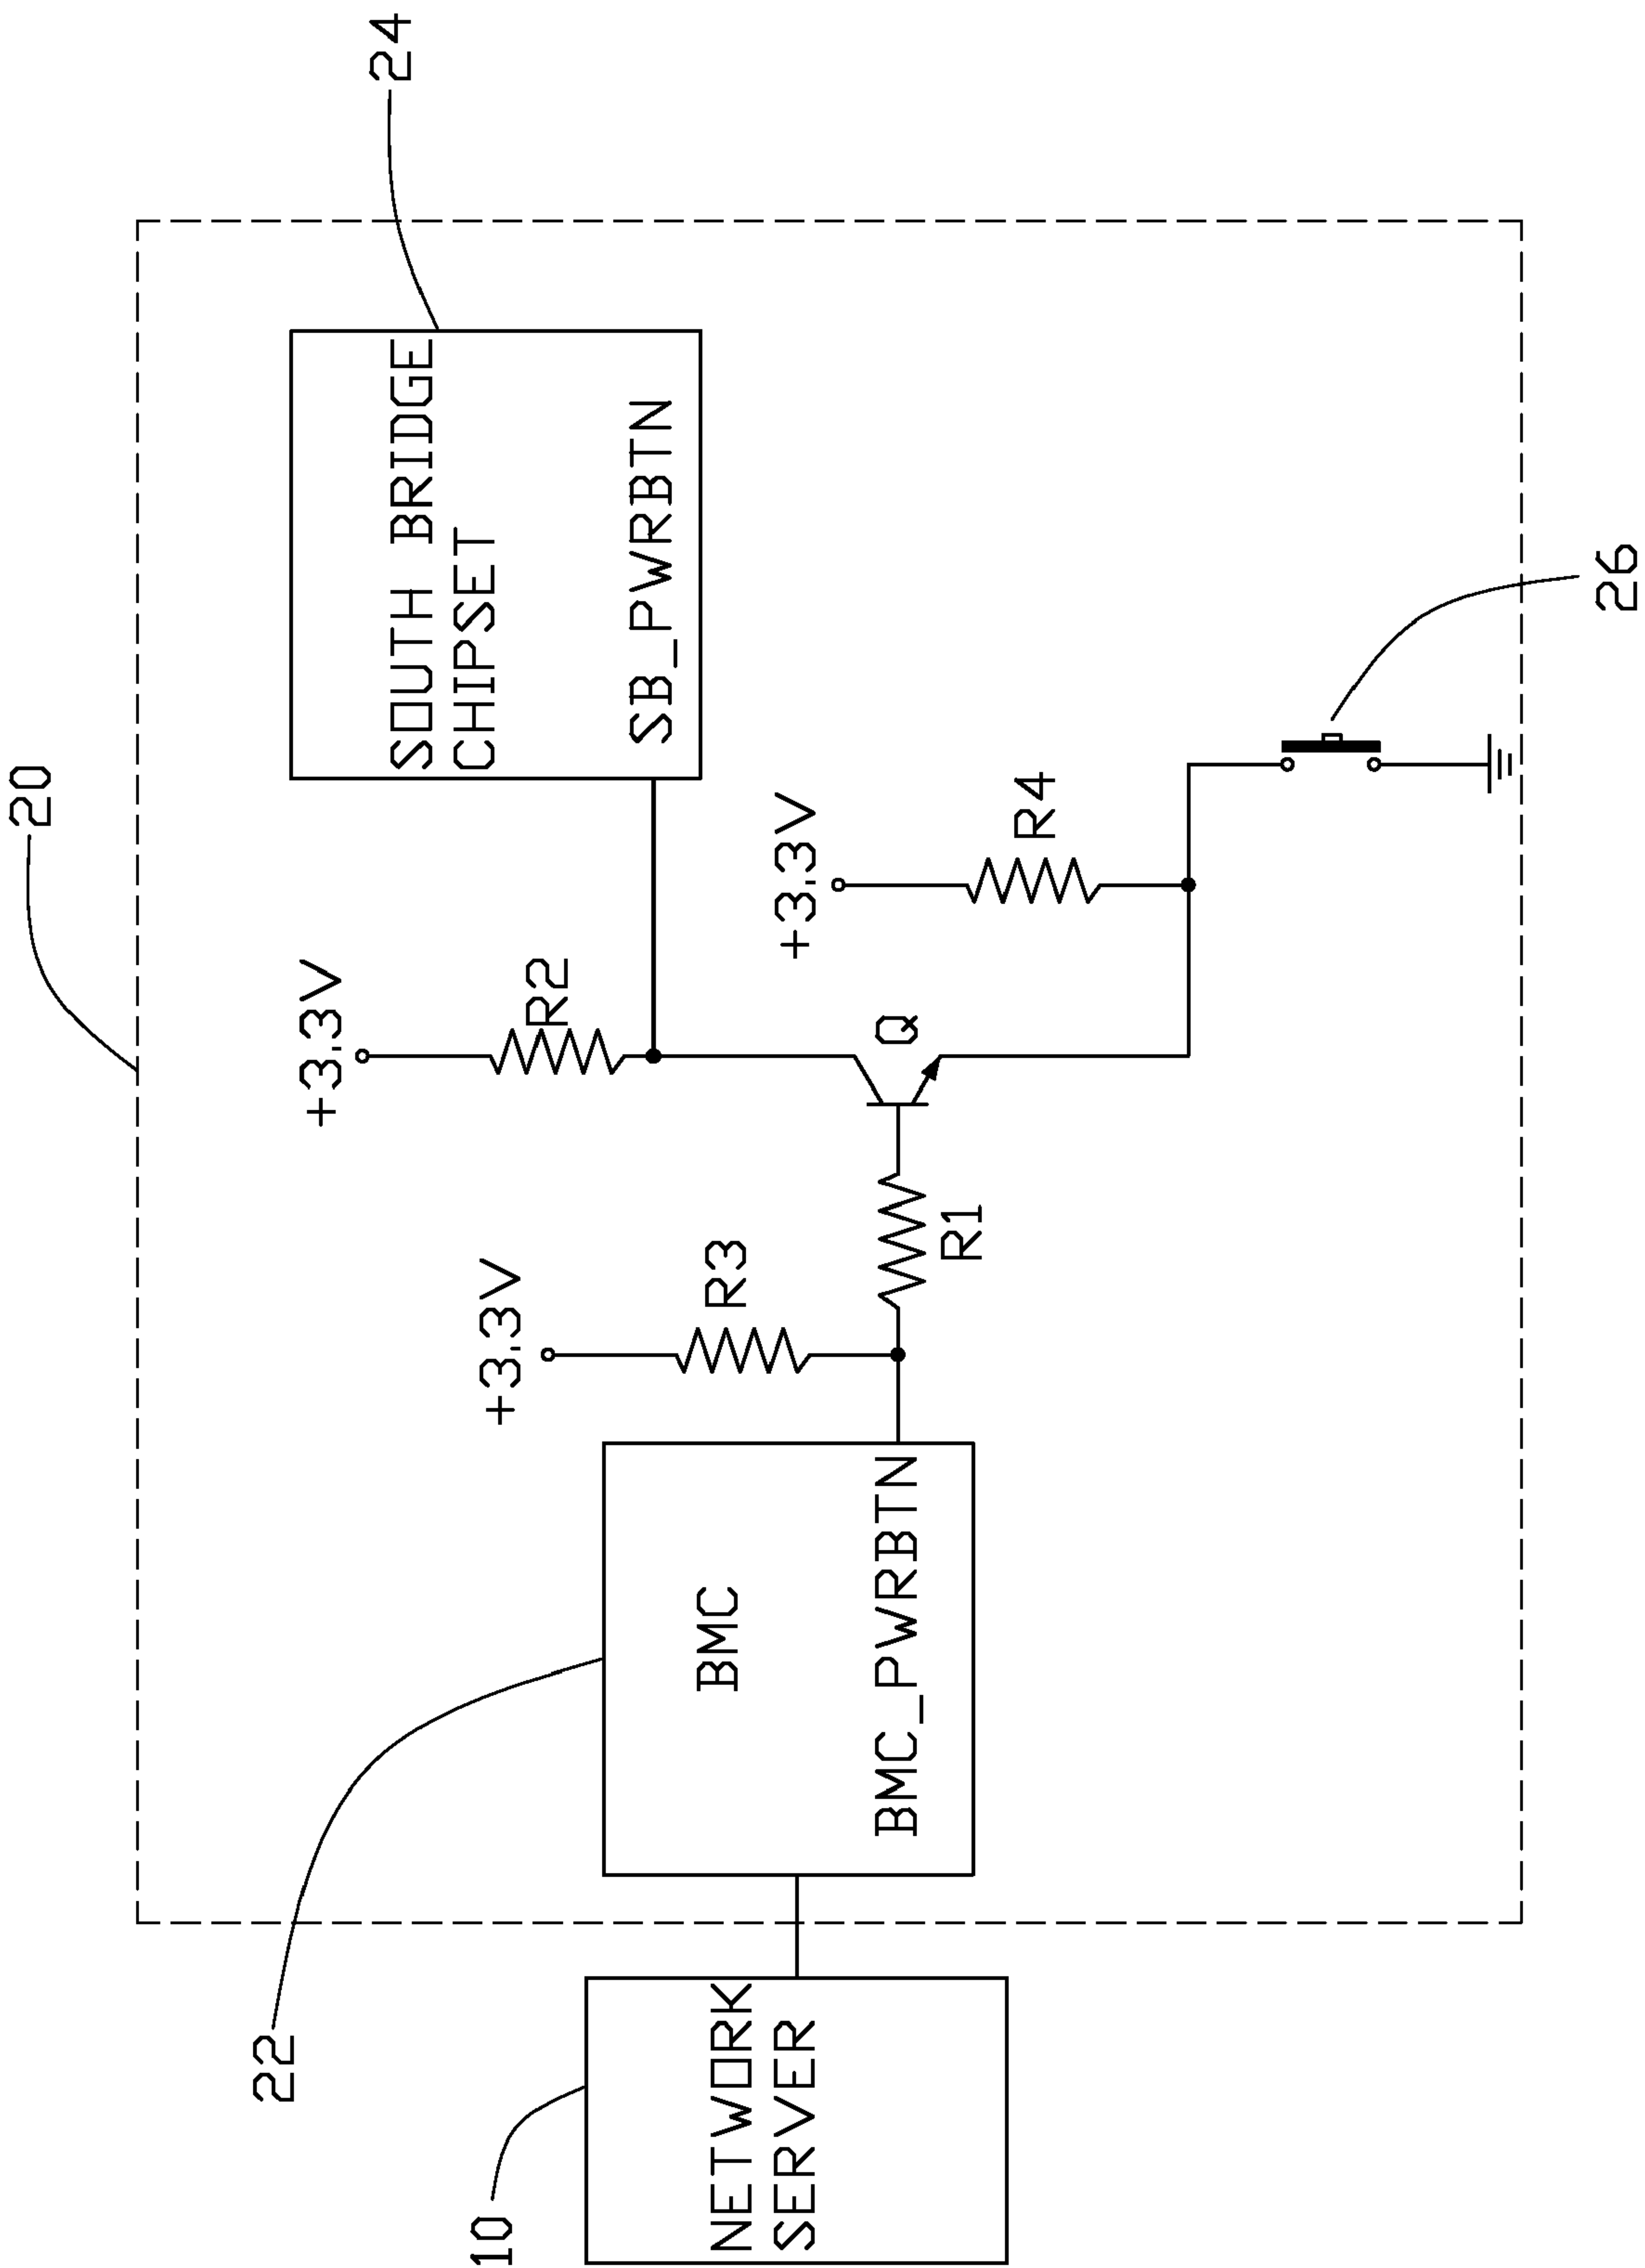 20
24
SOUTH BRIDGE
CHIPSET
SB_PWRBTN
+3.3V
R2
+3.3V
R3
+3.3V
R4
22
BMC
BMC_PWRBTN
R1
Q
10
NETWORK
SERVER
26